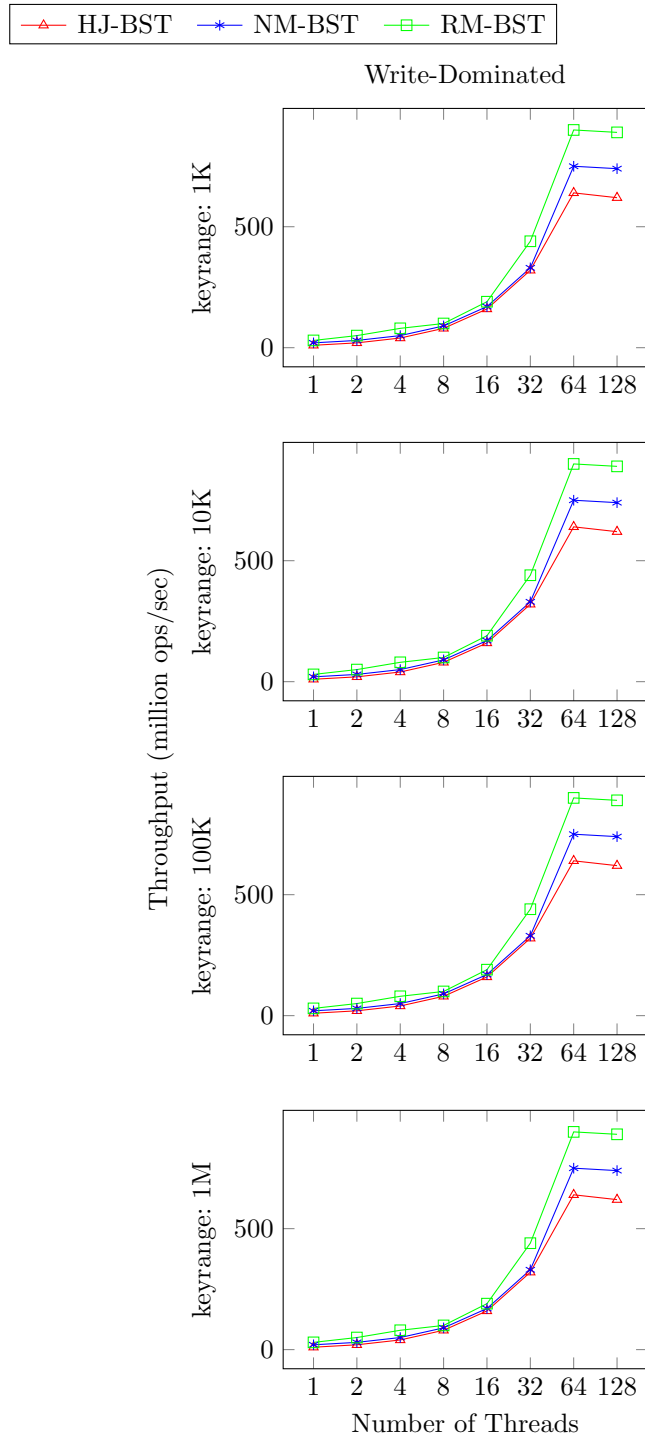 HJ-BST NM-BST RM-BST
Write-Dominated
keyrange: 1K
500
0
1 2 4 8 16 32 64 128
Throughput (million ops/sec)
keyrange: 10K
500
0
1 2 4 8 16 32 64 128
keyrange: 100K
500
0
1 2 4 8 16 32 64 128
keyrange: 1M
500
0
1 2 4 8 16 32 64 128
Number of Threads